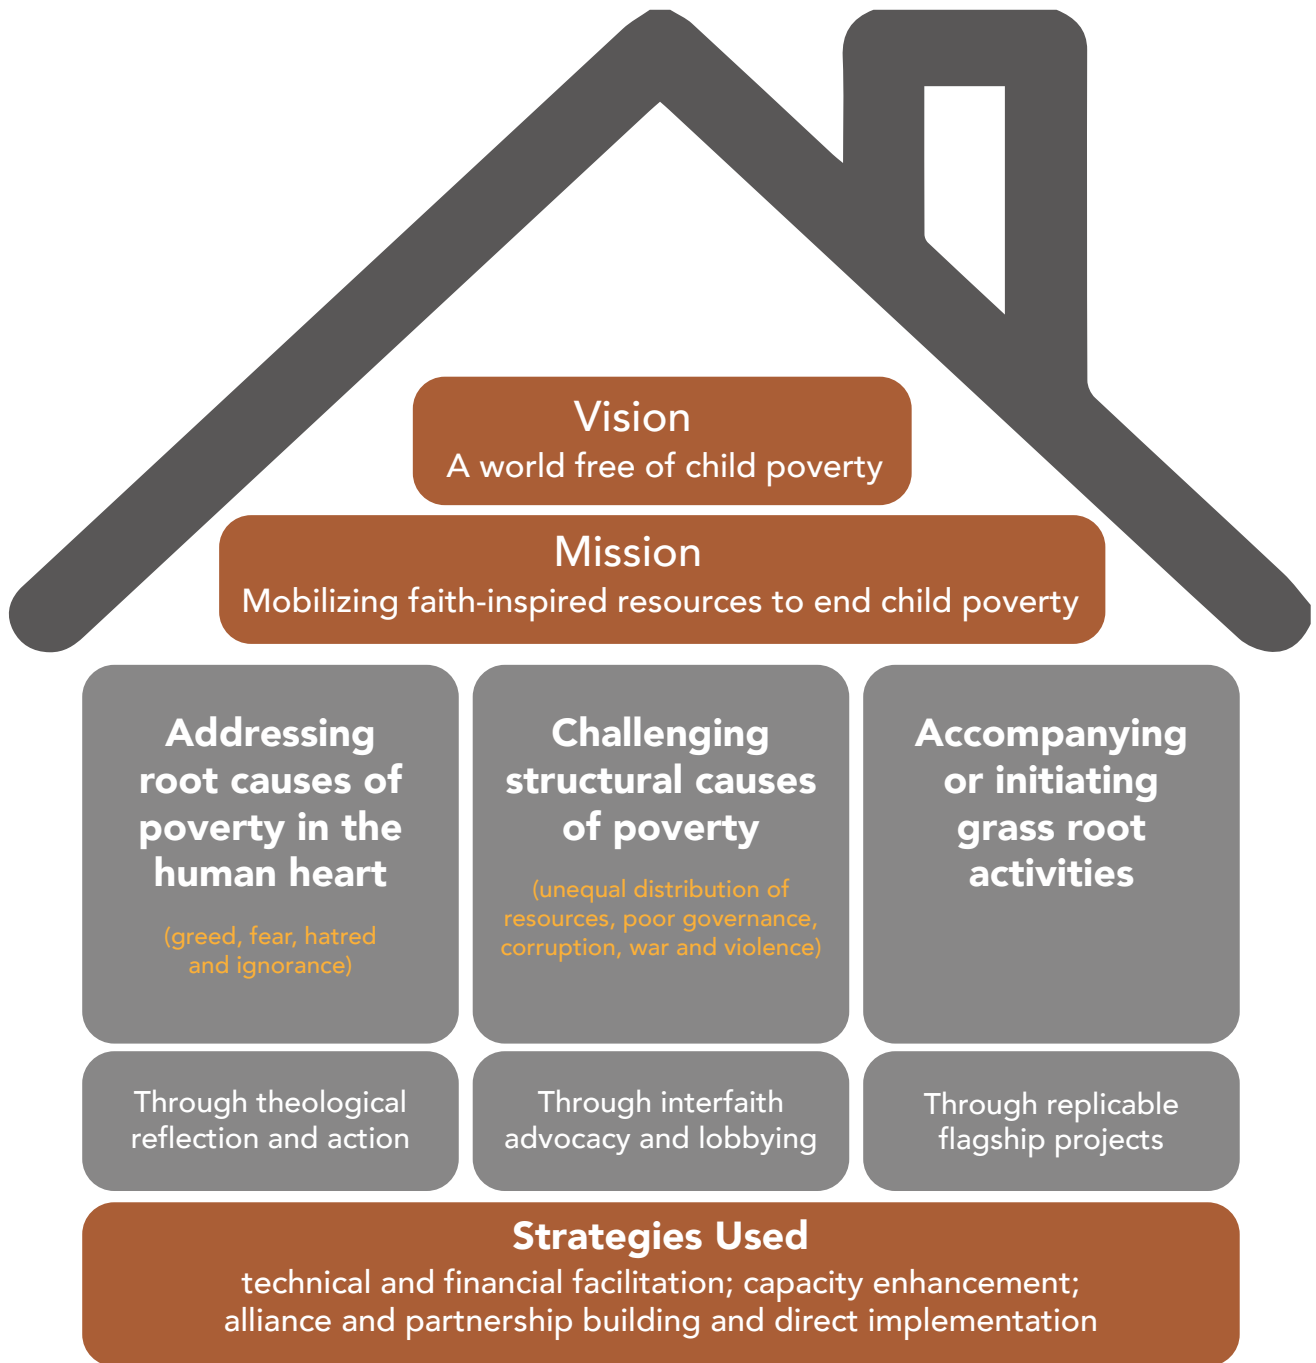 Vision
A world free of child poverty
Mission
Mobilizing faith-inspired resources to end child poverty
Addressing
root causes of
poverty in the
human heart
(greed, fear, hatred
and ignorance)
Challenging
structural causes
of poverty
(unequal distribution of
resources, poor governance,
corruption, war and violence)
Accompanying
or initiating
grass root
activities
Through theological
reflection and action
Through interfaith
advocacy and lobbying
Through replicable
flagship projects
Strategies Used
technical and financial facilitation; capacity enhancement;
alliance and partnership building and direct implementation